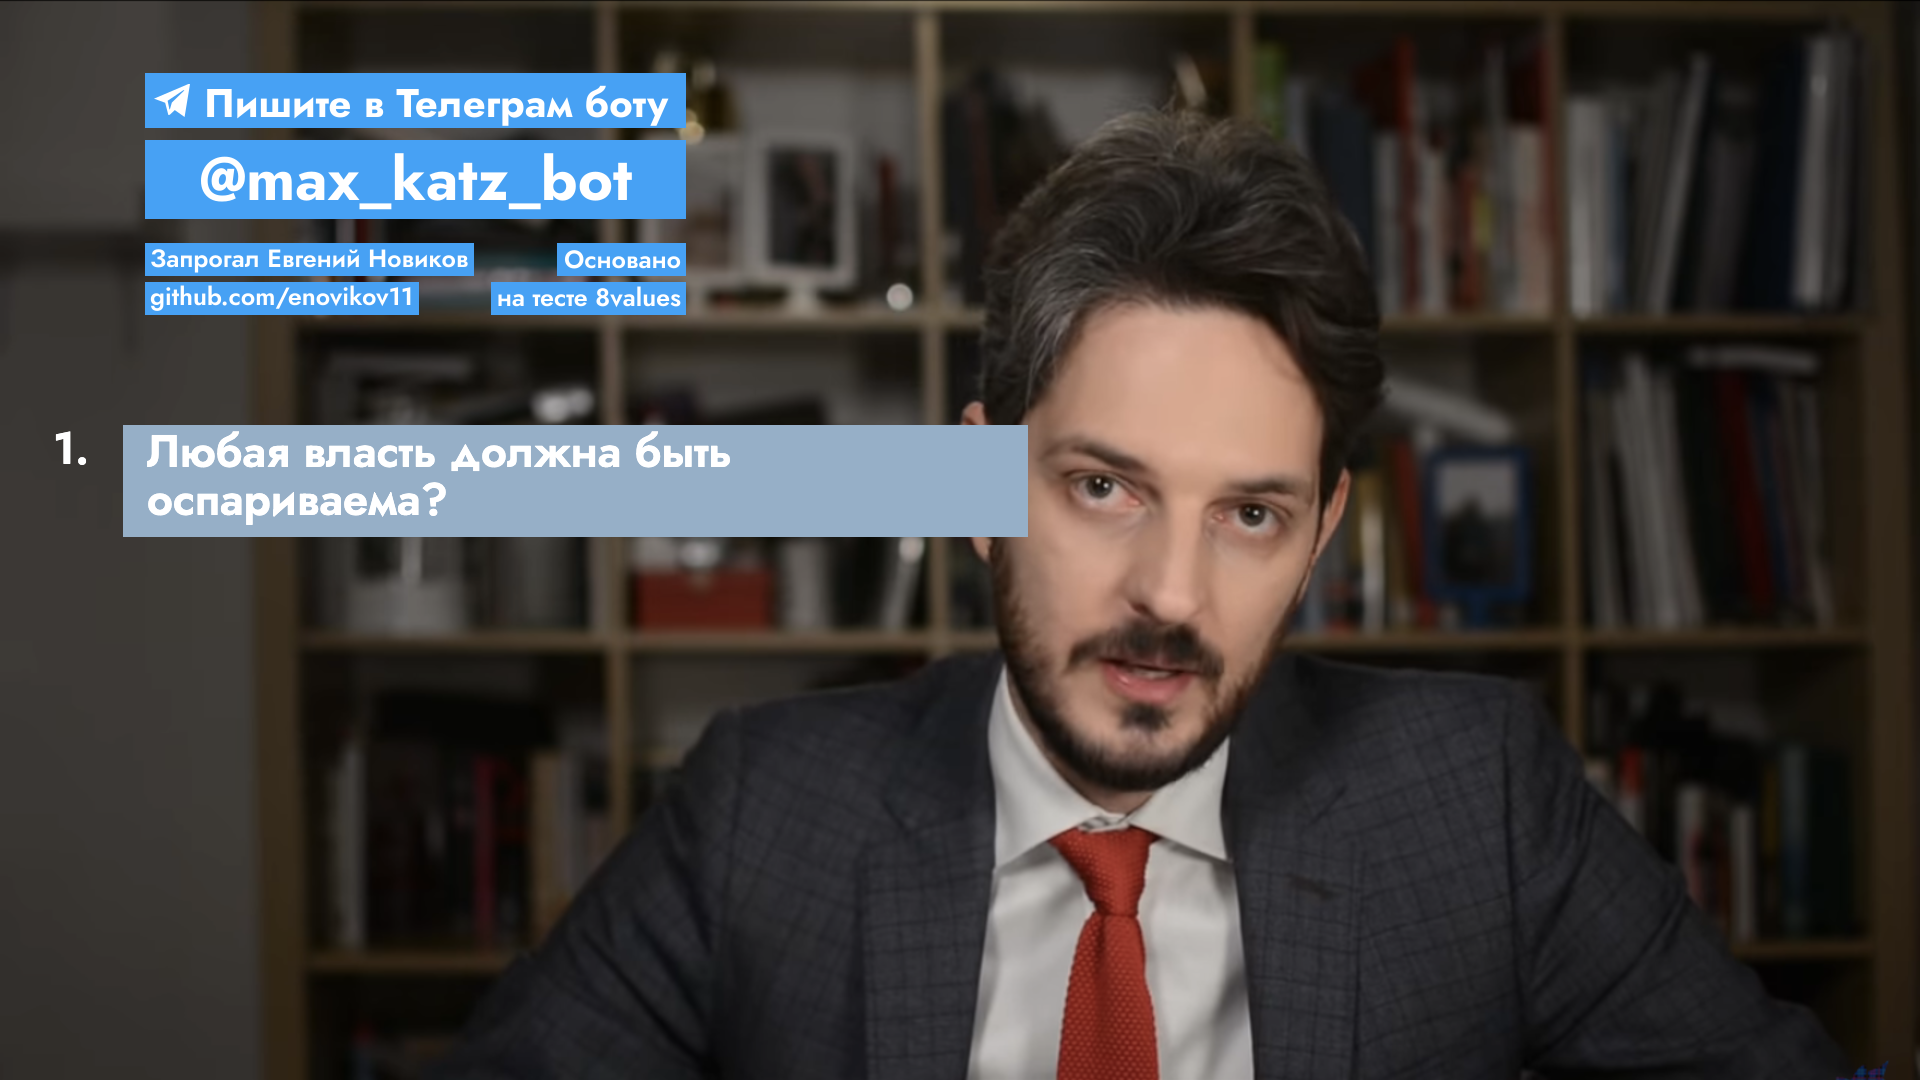 Пишите в Телеграм боту
@max_katz_bot
Запрогал Евгений Новиков
github.com/enovikov11
Основано
на тесте 8values
1.
Любая власть должна быть
оспариваема?